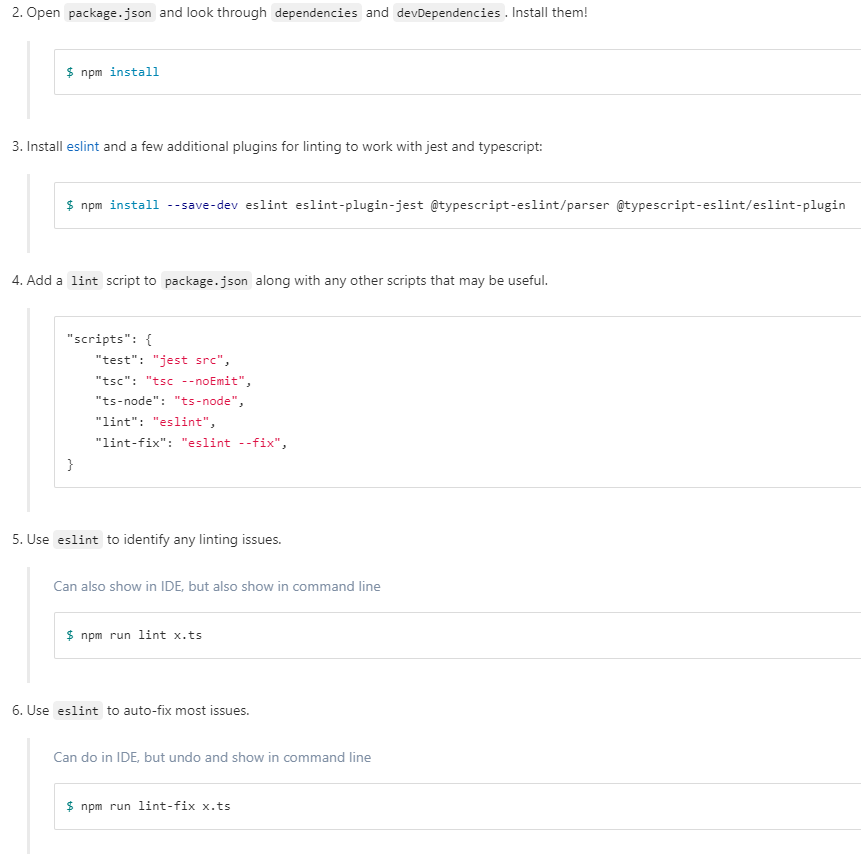 2. Open package.json and look through dependencies and devDependencies. Install them!
$ npm install
3. Install eslint and a few additional plugins for linting to work with jest and typescript:
$ npm install --save-dev eslint eslint-plugin-jest @typescript-eslint/parser @typescript-eslint/eslint-plugin
4. Add a lint script to package.json along with any other scripts that may be useful.
"scripts": {
    "test": "jest src",
    "tsc": "tsc --noEmit",
    "ts-node": "ts-node",
    "lint": "eslint",
    "lint-fix": "eslint --fix",
}
5. Use eslint to identify any linting issues.
Can also show in IDE, but also show in command line
$ npm run lint x.ts
6. Use eslint to auto-fix most issues.
Can do in IDE, but undo and show in command line
$ npm run lint-fix x.ts